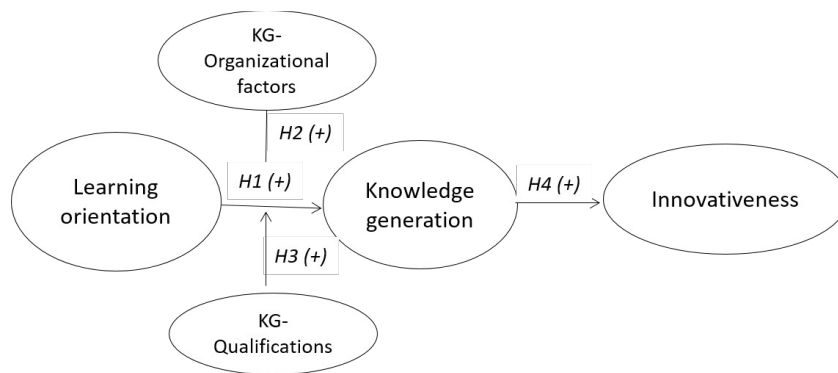 KG-
Organizational
factors
H2 (+)
Learning
orientation
H1 (+)
Knowledge
generation
H4 (+)
Innovativeness
H3 (+)
KG-
Qualifications